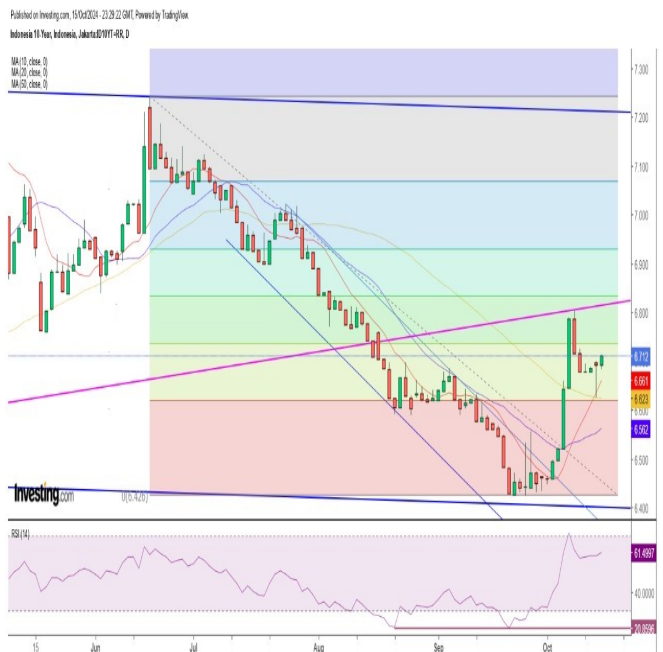 Published on Investing.com, 15/Oct/2024 - 23:29:22 GMT, Powered by TradingView.
Indonesia 10-Year, Indonesia, Jakarta:ID10YT=RR, D
MA (10, close, 0)
MA (20, close, 0)
MA (50, close, 0)
7.300
7.200
7.100
7.000
6.900
6.800
6.712
6.661
6.623
6.562
6.500
6.400
Investing.com
0(6.426)
RSI (14)
61.4997
40.0000
15
Jun
Jul
Aug
Sep
Oct